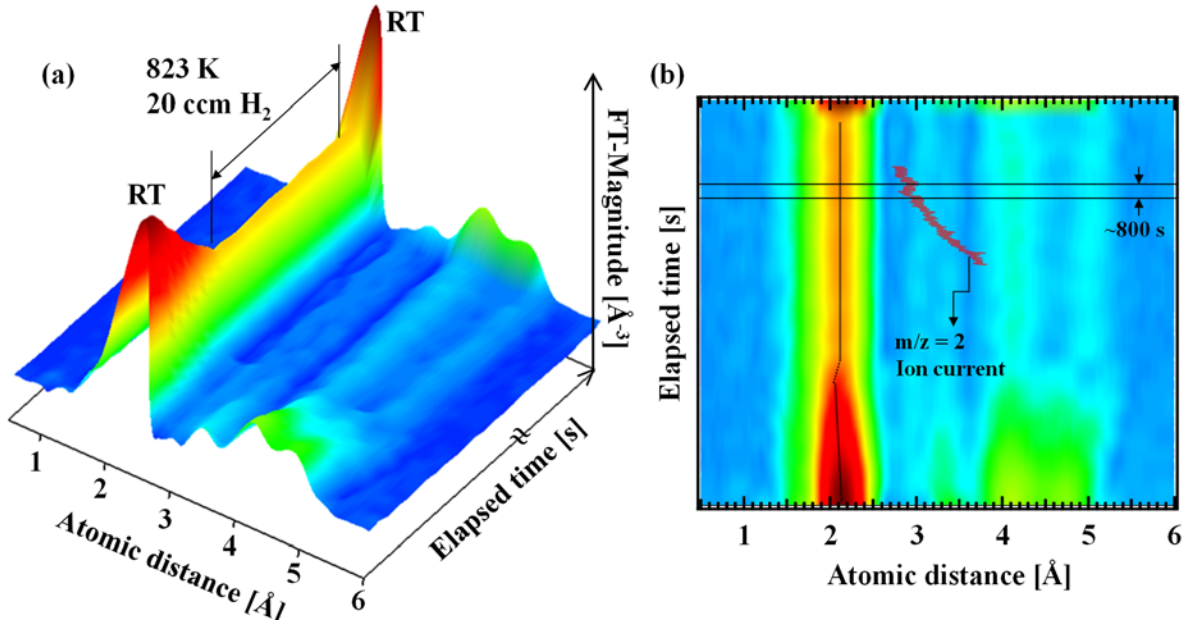 (a)
RT
823 K
20 ccm H2
RT
FT-Magnitude [Å-3]
Elapsed time [s]
1
2
3
4
5
6
Atomic distance [Å]
(b)
Elapsed time [s]
~800 s
m/z = 2
Ion current
1
2
3
4
5
6
Atomic distance [Å]